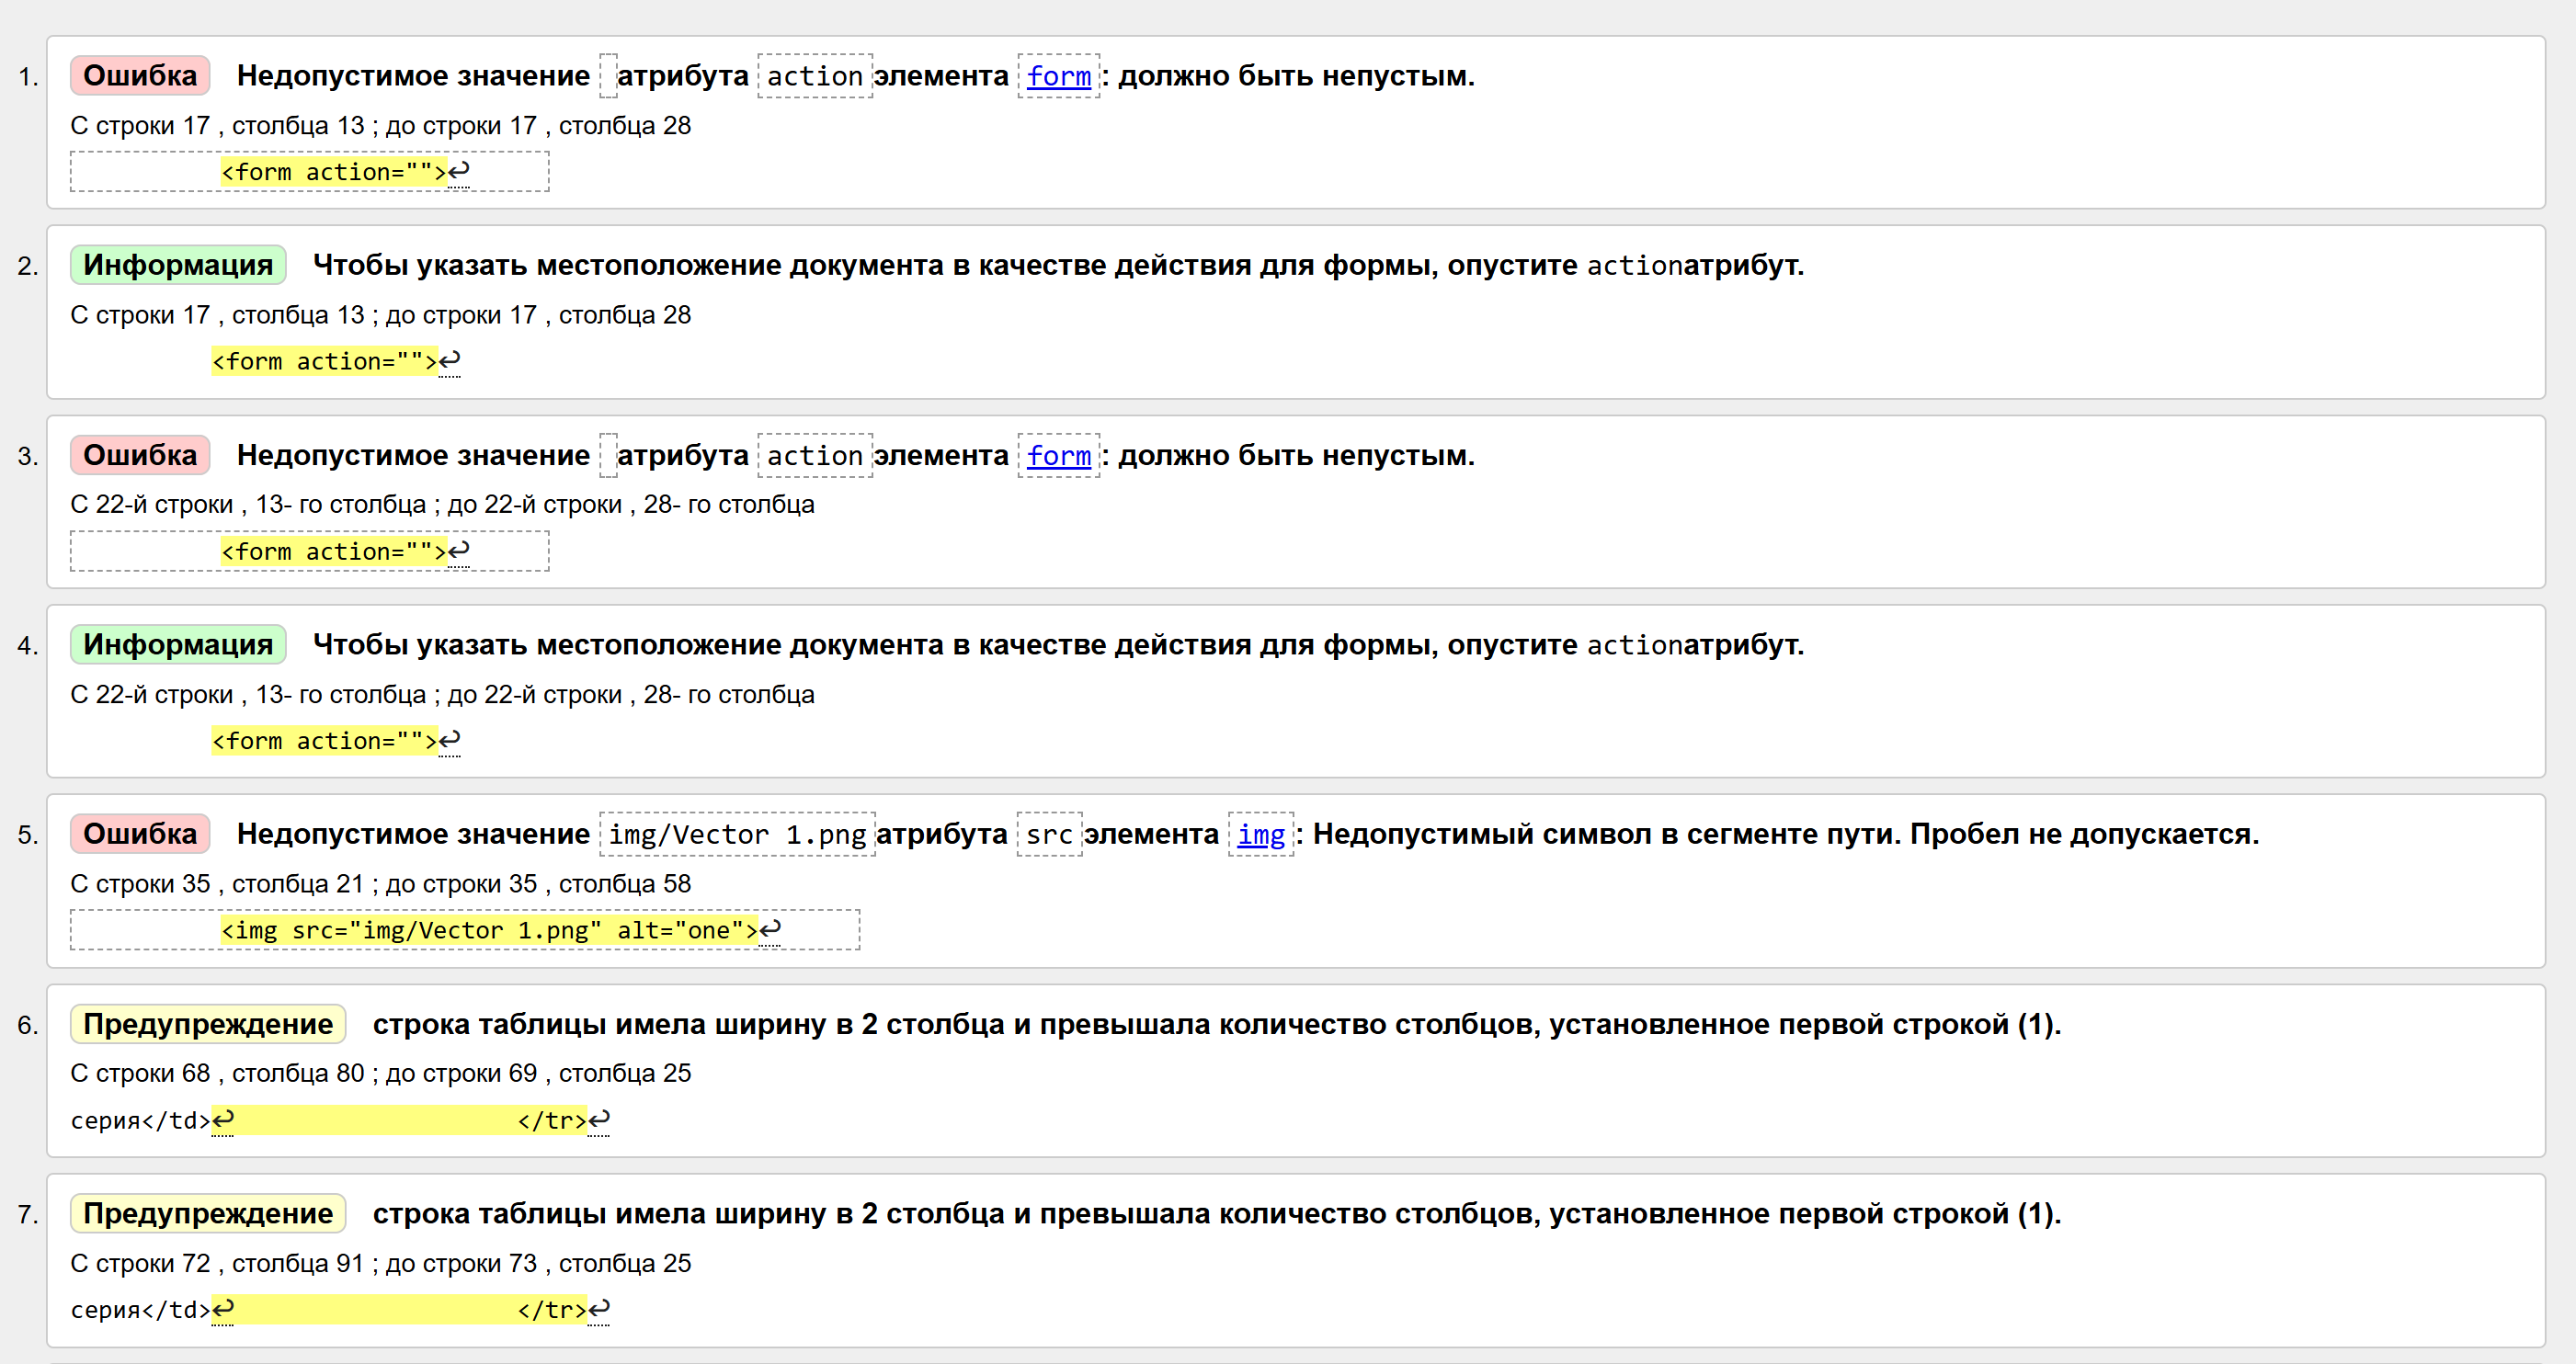 1. Ошибка Недопустимое значение атрибута action элемента form: должно быть непустым.
С строки 17 , столбца 13 ; до строки 17 , столбца 28
<form action="">↩
2. Информация Чтобы указать местоположение документа в качестве действия для формы, опустите actionатрибут.
С строки 17 , столбца 13 ; до строки 17 , столбца 28
<form action="">↩
3. Ошибка Недопустимое значение атрибута action элемента form: должно быть непустым.
С 22-й строки , 13- го столбца ; до 22-й строки , 28- го столбца
<form action="">↩
4. Информация Чтобы указать местоположение документа в качестве действия для формы, опустите actionатрибут.
С 22-й строки , 13- го столбца ; до 22-й строки , 28- го столбца
<form action="">↩
5. Ошибка Недопустимое значение img/Vector 1.png атрибута src элемента img: Недопустимый символ в сегменте пути. Пробел не допускается.
С строки 35 , столбца 21 ; до строки 35 , столбца 58
<img src="img/Vector 1.png" alt="one">↩
6. Предупреждение строка таблицы имела ширину в 2 столбца и превышала количество столбцов, установленное первой строкой (1).
С строки 68 , столбца 80 ; до строки 69 , столбца 25
серия</td>↩ </tr>↩
7. Предупреждение строка таблицы имела ширину в 2 столбца и превышала количество столбцов, установленное первой строкой (1).
С строки 72 , столбца 91 ; до строки 73 , столбца 25
серия</td>↩ </tr>↩